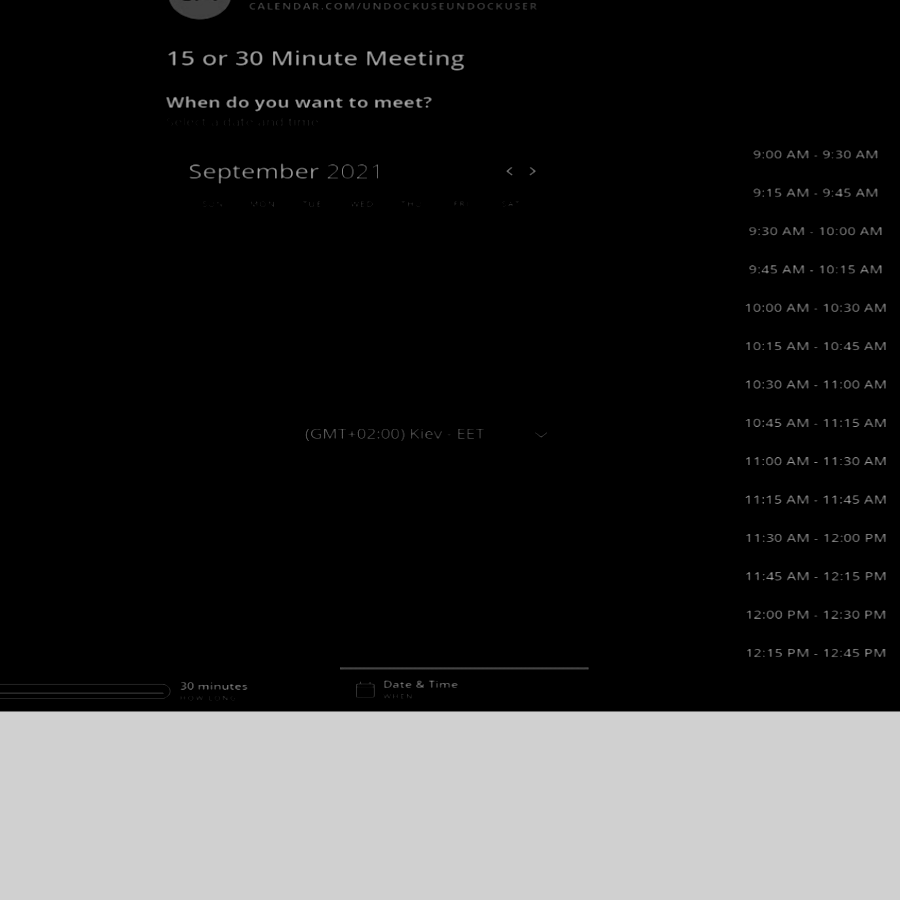 CALENDAR.COM/UNDOCKUSEUNDOCKUSER
15 or 30 Minute Meeting
When do you want to meet?
select a date and time
September 2021
< >
SUN MON TUE WED THU FRI SAT
(GMT+02:00) Kiev - EET
9:00 AM - 9:30 AM
9:15 AM - 9:45 AM
9:30 AM - 10:00 AM
9:45 AM - 10:15 AM
10:00 AM - 10:30 AM
10:15 AM - 10:45 AM
10:30 AM - 11:00 AM
10:45 AM - 11:15 AM
11:00 AM - 11:30 AM
11:15 AM - 11:45 AM
11:30 AM - 12:00 PM
11:45 AM - 12:15 PM
12:00 PM - 12:30 PM
12:15 PM - 12:45 PM
30 minutes
HOW LONG
Date & Time
WHEN